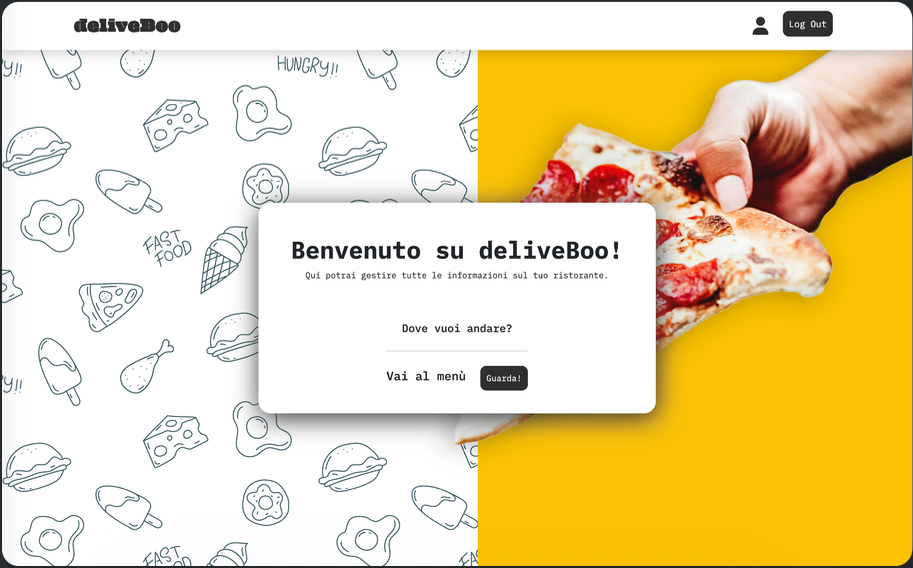 deliveBoo
Log Out
Y!!
HUNGRY!!
FAST
FOOD
Benvenuto su deliveBoo!
Qui potrai gestire tutte le informazioni sul tuo ristorante.
Dove vuoi andare?
Vai al menù
Guarda!
Y!!
FAST
FOOD
FA